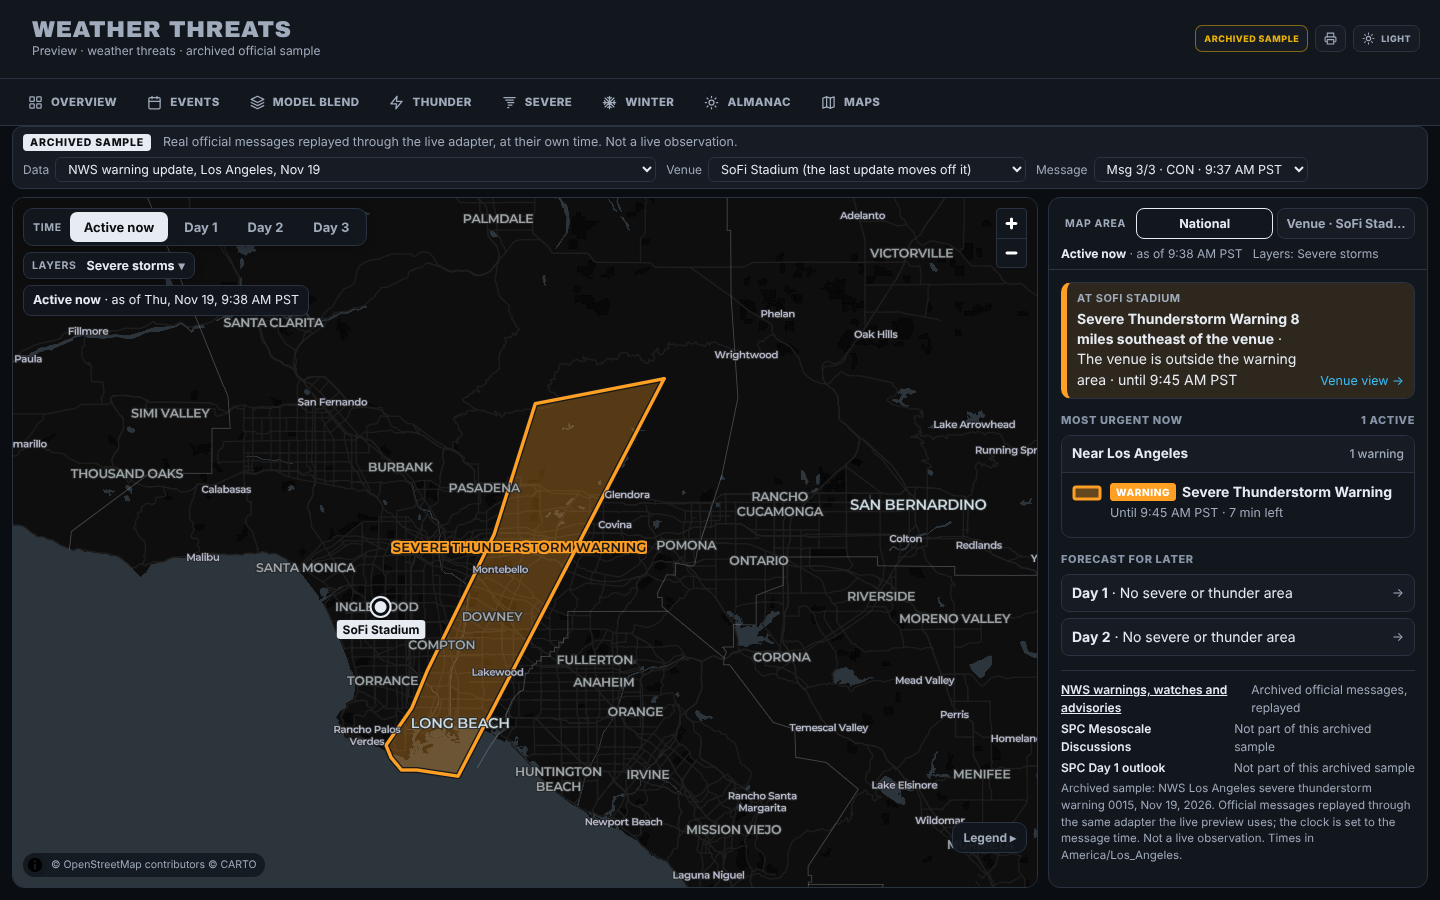 WEATHER THREATS
Preview · weather threats · archived official sample
ARCHIVED SAMPLE
LIGHT
OVERVIEW
EVENTS
MODEL BLEND
THUNDER
SEVERE
WINTER
ALMANAC
MAPS
ARCHIVED SAMPLE Real official messages replayed through the live adapter, at their own time. Not a live observation.
Data NWS warning update, Los Angeles, Nov 19 Venue SoFi Stadium (the last update moves off it) Message Msg 3/3 · CON · 9:37 AM PST
TIME Active now Day 1 Day 2 Day 3
LAYERS Severe storms ▾
Active now · as of Thu, Nov 19, 9:38 AM PST
+
−
PALMDALE
Adelanto
VICTORVILLE
SANTA CLARITA
Fillmore
Phelan
Oak Hills
Paula
Wrightwood
San Fernando
SIMI VALLEY
Lake Arrowhead
marillo
Running Spr
BURBANK
THOUSAND OAKS
Calabasas
PASADENA
Glendora
RANCHO
CUCAMONGA
SAN BERNARDINO
Covina
Colton
SEVERE THUNDERSTORM WARNING
POMONA
Redlands
Malibu
ONTARIO
Y
SANTA MONICA
Montebello
RIVERSIDE
INGLEWOOD
SoFi Stadium
DOWNEY
MORENO VALLEY
COMPTON
FULLERTON
CORONA
Lakewood
TORRANCE
ANAHEIM
Mead Valley
ORANGE
Perris
LONG BEACH
Rancho Palos
Verdes
Temescal Valley
Homelan
HUNTINGTON
BEACH
IRVINE
MENIFEE
Lake Elsinore
Rancho Santa
Margarita
Newport Beach
MISSION VIEJO
Wildomar
Legend ▸
Laguna Niguel
© OpenStreetMap contributors © CARTO
MAP AREA National Venue · SoFi Stad...
Active now · as of 9:38 AM PST Layers: Severe storms
AT SOFI STADIUM
Severe Thunderstorm Warning 8
miles southeast of the venue ·
The venue is outside the warning
area · until 9:45 AM PST Venue view →
MOST URGENT NOW 1 ACTIVE
Near Los Angeles 1 warning
WARNING Severe Thunderstorm Warning
Until 9:45 AM PST · 7 min left
FORECAST FOR LATER
Day 1 · No severe or thunder area →
Day 2 · No severe or thunder area →
NWS warnings, watches and
advisories
Archived official messages,
replayed
SPC Mesoscale
Discussions
Not part of this archived
sample
SPC Day 1 outlook Not part of this archived sample
Archived sample: NWS Los Angeles severe thunderstorm
warning 0015, Nov 19, 2026. Official messages replayed through
the same adapter the live preview uses; the clock is set to the
message time. Not a live observation. Times in
America/Los_Angeles.